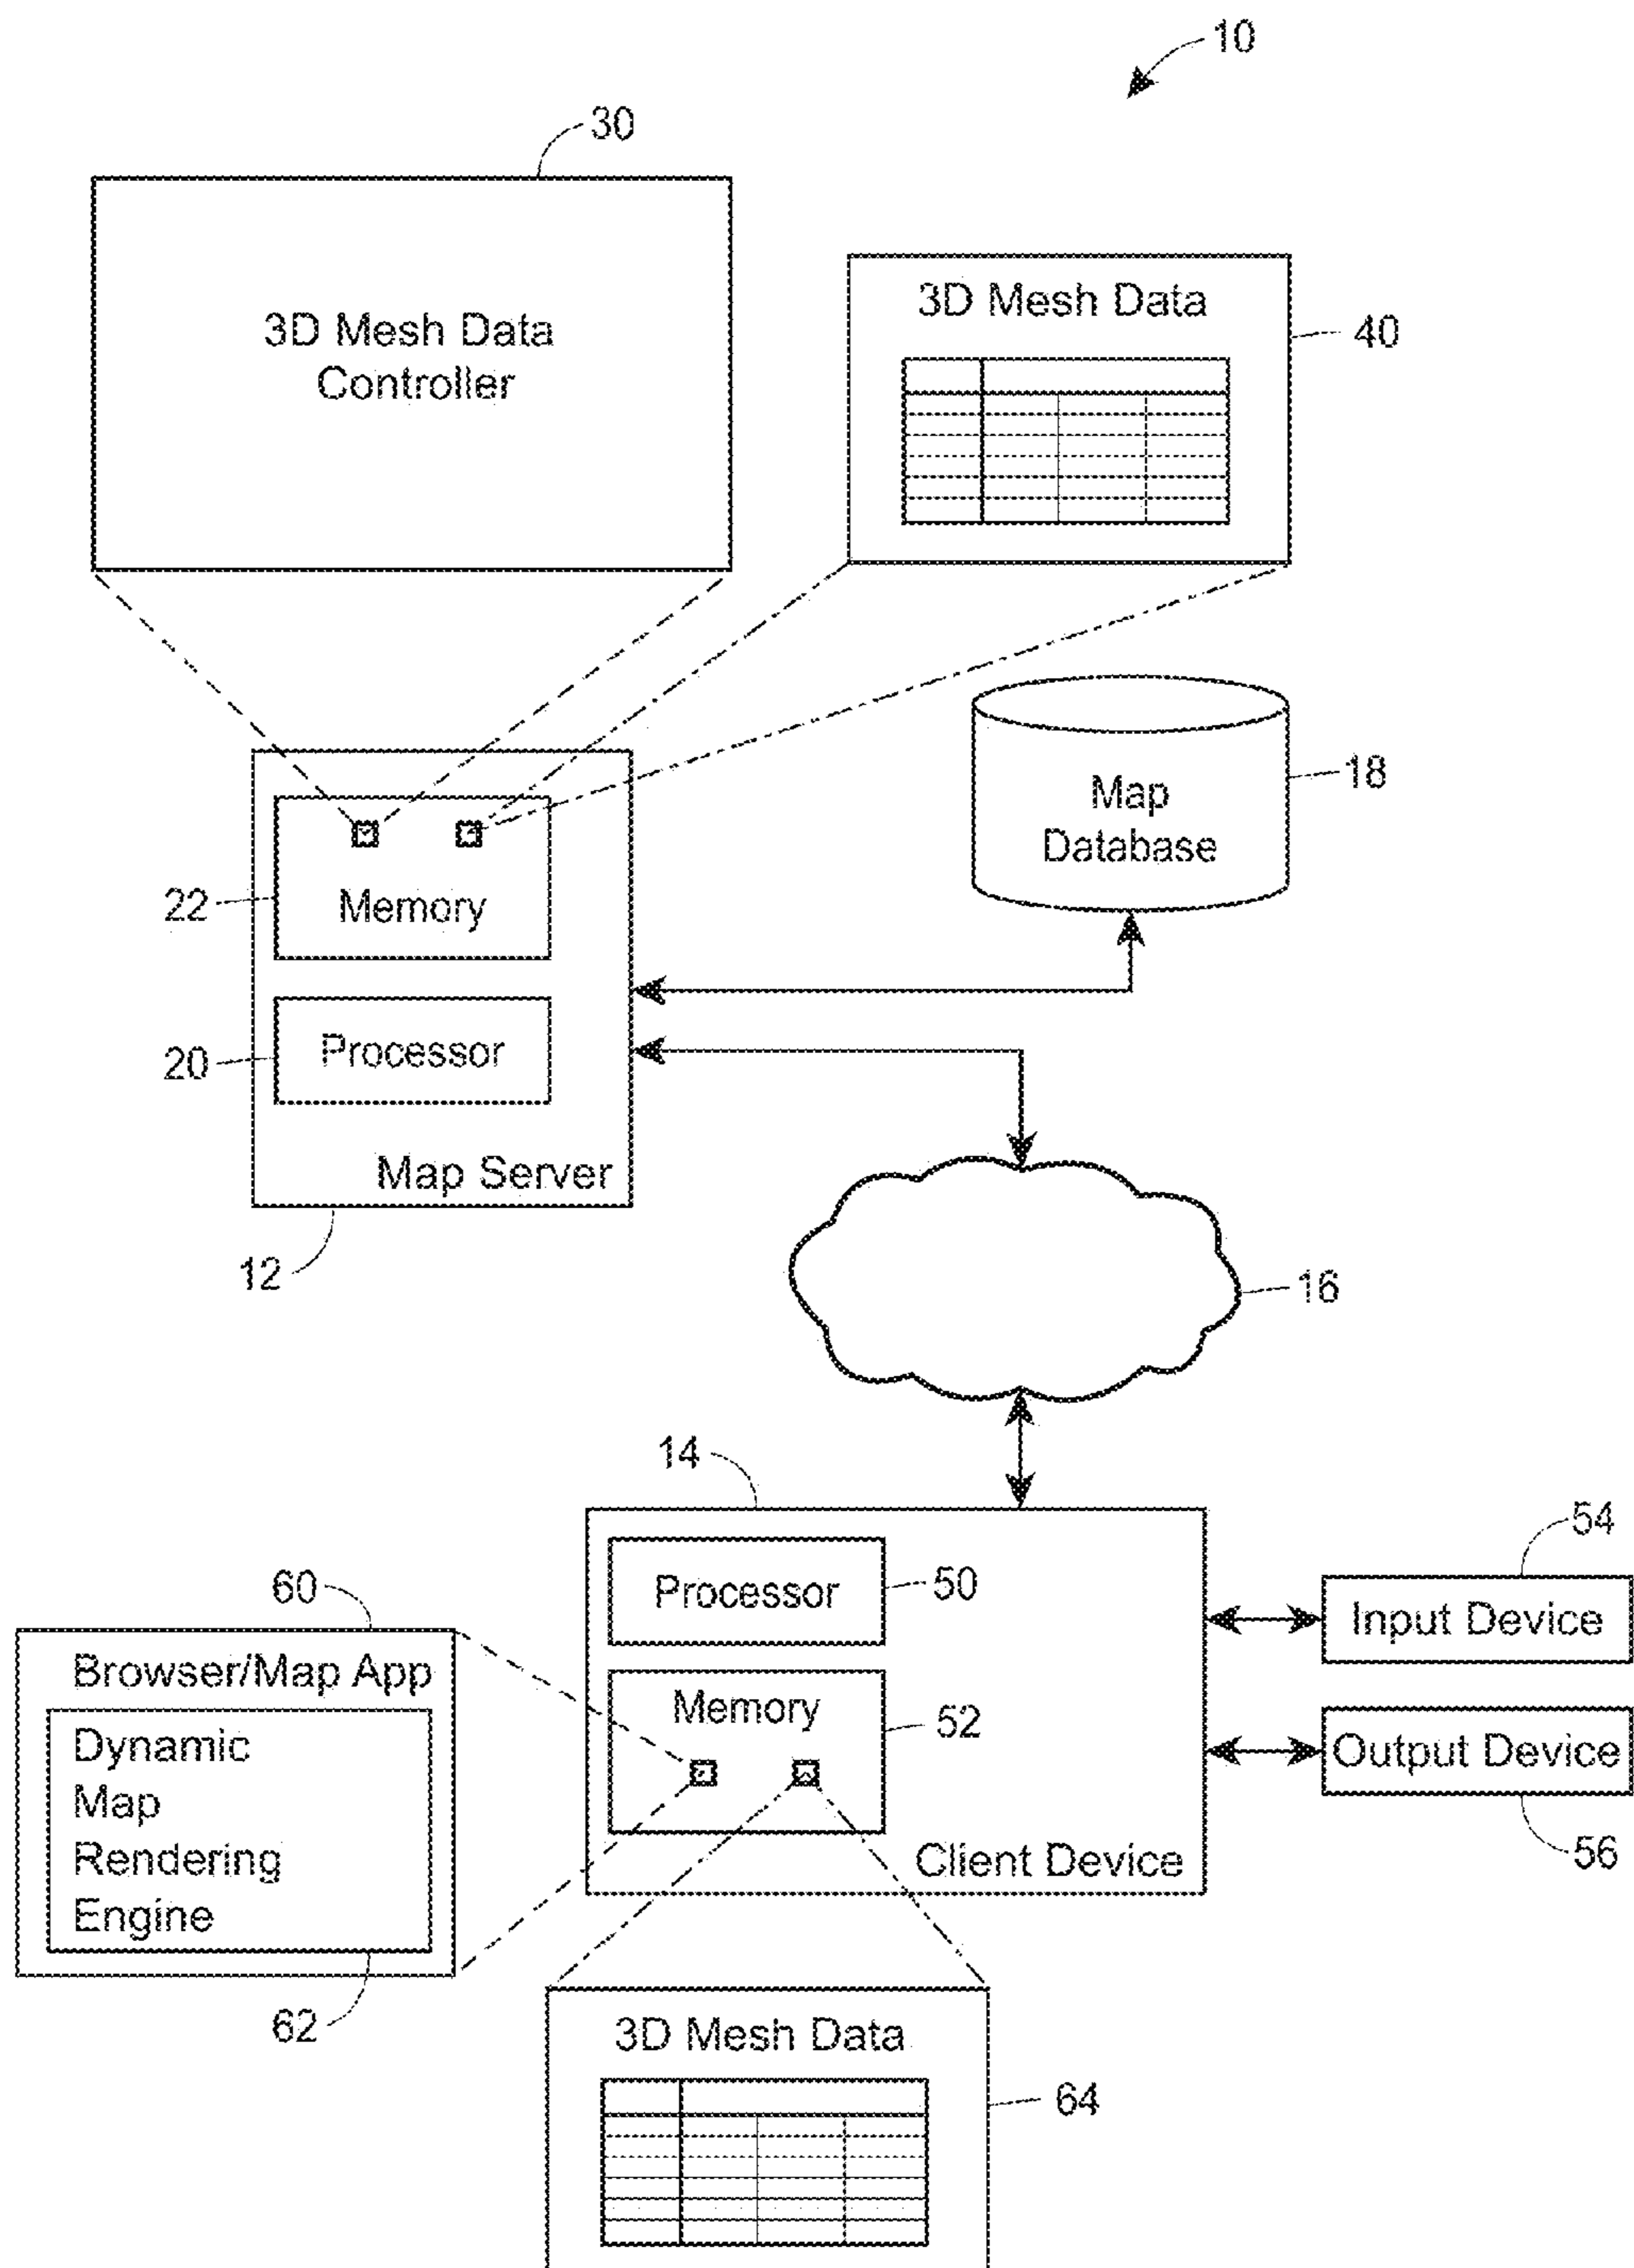 10
30
3D Mesh Data
Controller
3D Mesh Data
40
Map
Database
18
22
Memory
20
Processor
Map Server
12
16
14
Processor
50
54
Input Device
60
Browser/Map App
Dynamic
Map
Rendering
Engine
62
Memory
52
Output Device
56
Client Device
3D Mesh Data
64